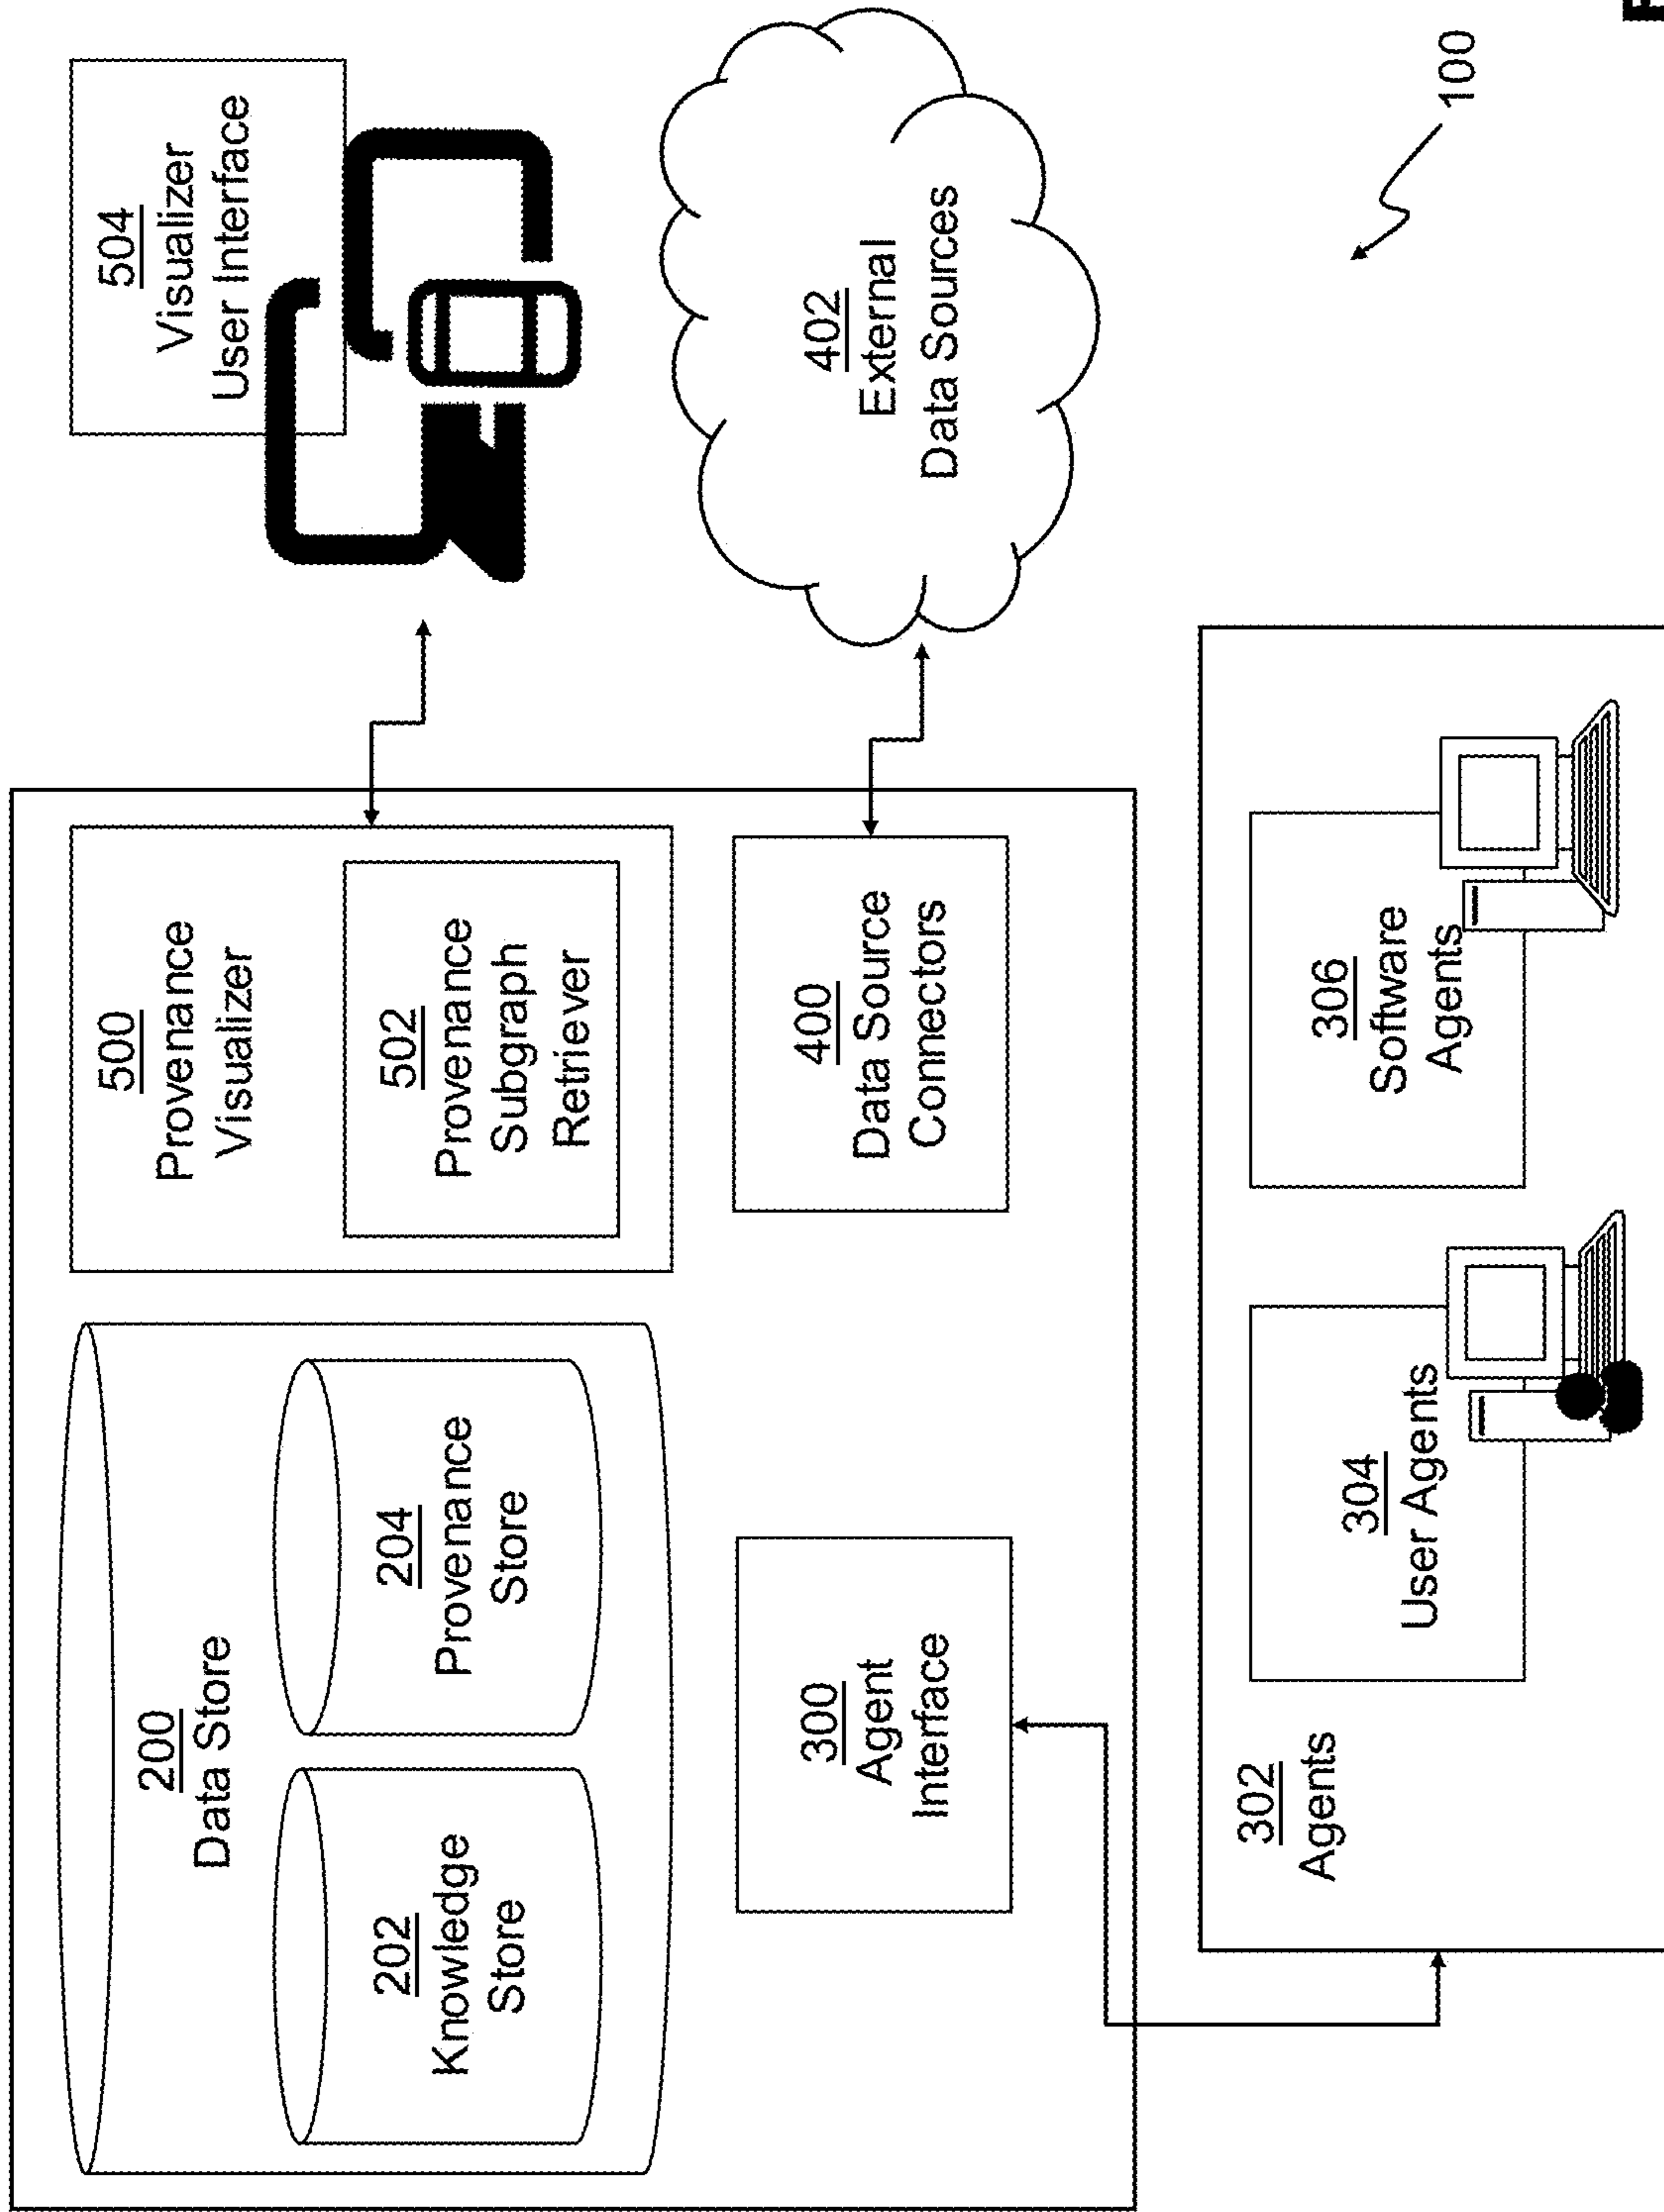 200
Data Store
202
Knowledge
Store
204
Provenance
Store
500
Provenance
Visualizer
502
Provenance
Subgraph
Retriever
504
Visualizer
User Interface
300
Agent
Interface
400
Data Source
Connectors
402
External
Data Sources
302
Agents
304
User Agents
306
Software
Agents
100